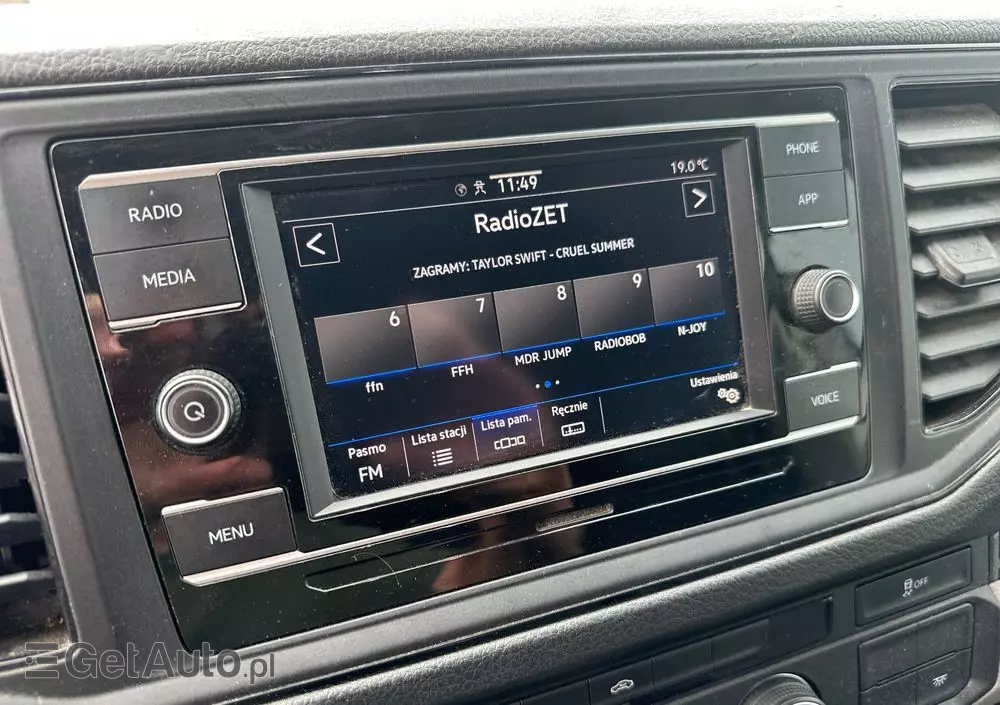 RADIO
MEDIA
MENU
11:49
19.0 °C
RadioZET
<
>
ZAGRAMY: TAYLOR SWIFT - CRUEL SUMMER
6
7
8
9
10
ffn
FFH
MDR JUMP
RADIOBOB
N-JOY
Ustawienia
Pasmo
FM
Lista stacji
Lista pam.
Ręcznie
PHONE
APP
VOICE
OFF
GetAuto.pl